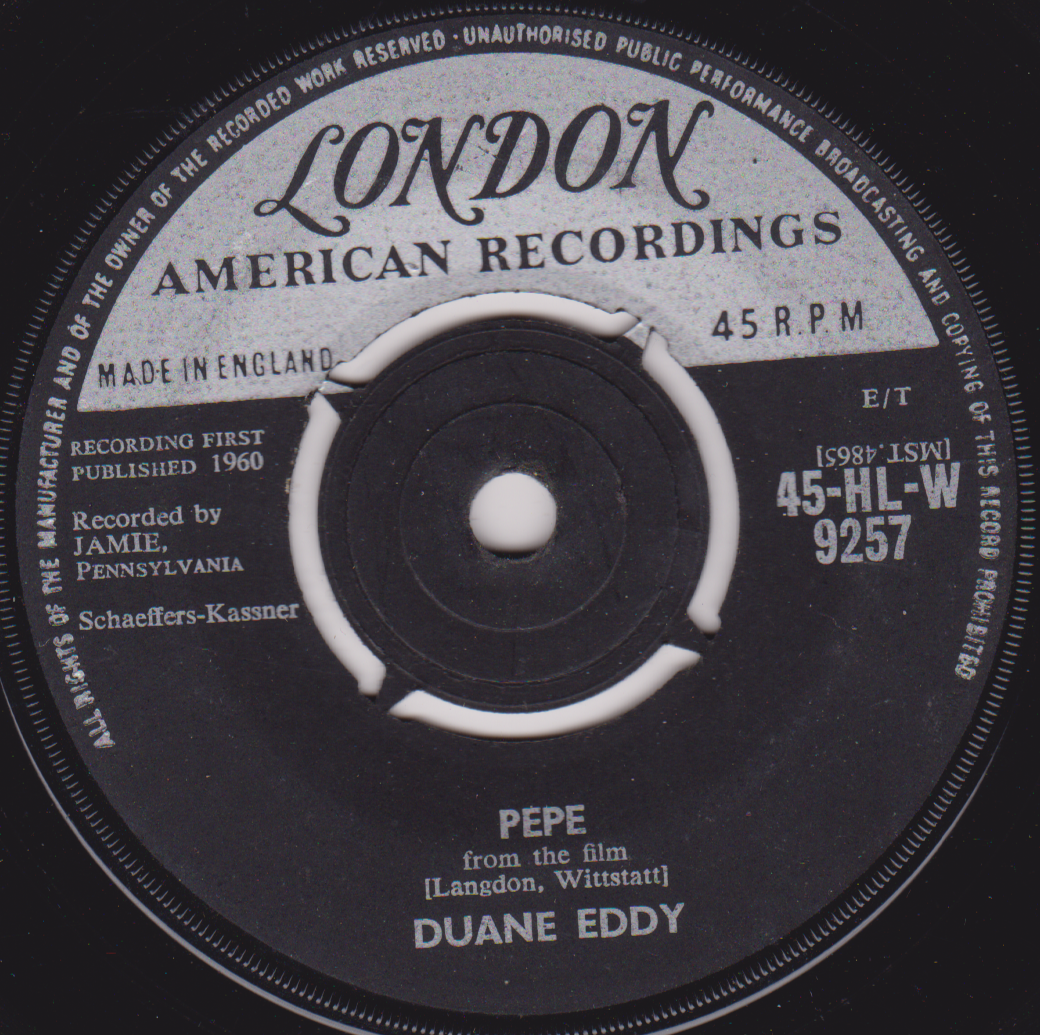 ALL RIGHTS OF THE MANUFACTURER AND OF THE OWNER OF THE RECORDED WORK RESERVED · UNAUTHORISED PUBLIC PERFORMANCE BROADCASTING AND COPYING OF THIS RECORD PROHIBITED
LONDON
AMERICAN RECORDINGS
45 R.P.M
MADE IN ENGLAND
E/T
RECORDING FIRST
PUBLISHED 1960
[MST.4865]
45-HL-W
9257
Recorded by
JAMIE,
PENNSYLVANIA
Schaeffers-Kassner
PEPE
from the film
[Langdon, Wittstatt]
DUANE EDDY